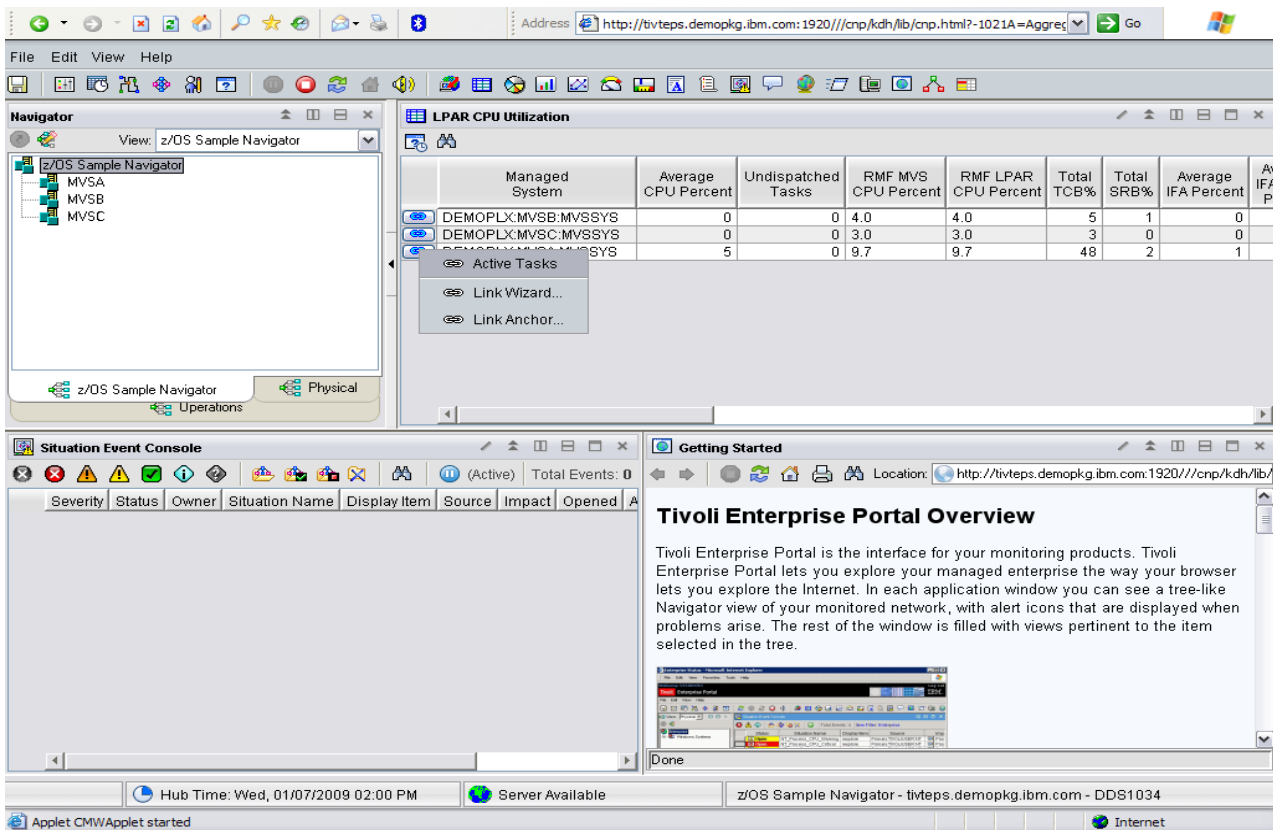 Address http://tivteps.demopkg.ibm.com:1920///cnp/kdh/lib/cnp.html?-1021A=Aggreg Go
File Edit View Help
Navigator
View: z/OS Sample Navigator
z/OS Sample Navigator
MVSA
MVSB
MVSC
z/OS Sample Navigator
Physical
Operations
LPAR CPU Utilization
Managed System Average CPU Percent Undispatched Tasks RMF MVS CPU Percent RMF LPAR CPU Percent Total TCB% Total SRB% Average IFA Percent
DEMOPLX:MVSB:MVSSYS 0 0 4.0 4.0 5 1 0
DEMOPLX:MVSC:MVSSYS 0 0 3.0 3.0 3 0 0
5 0 9.7 9.7 48 2 1
Active Tasks
Link Wizard...
Link Anchor...
Situation Event Console
(Active) Total Events: 0
Severity Status Owner Situation Name Display Item Source Impact Opened A
Getting Started
Location: http://tivteps.demopkg.ibm.com:1920///cnp/kdh/lib/
Tivoli Enterprise Portal Overview
Tivoli Enterprise Portal is the interface for your monitoring products. Tivoli
Enterprise Portal lets you explore your managed enterprise the way your browser
lets you explore the Internet. In each application window you can see a tree-like
Navigator view of your monitored network, with alert icons that are displayed when
problems arise. The rest of the window is filled with views pertinent to the item
selected in the tree.
Done
Hub Time: Wed, 01/07/2009 02:00 PM
Server Available
z/OS Sample Navigator - tivteps.demopkg.ibm.com - DDS1034
Applet CMWApplet started
Internet